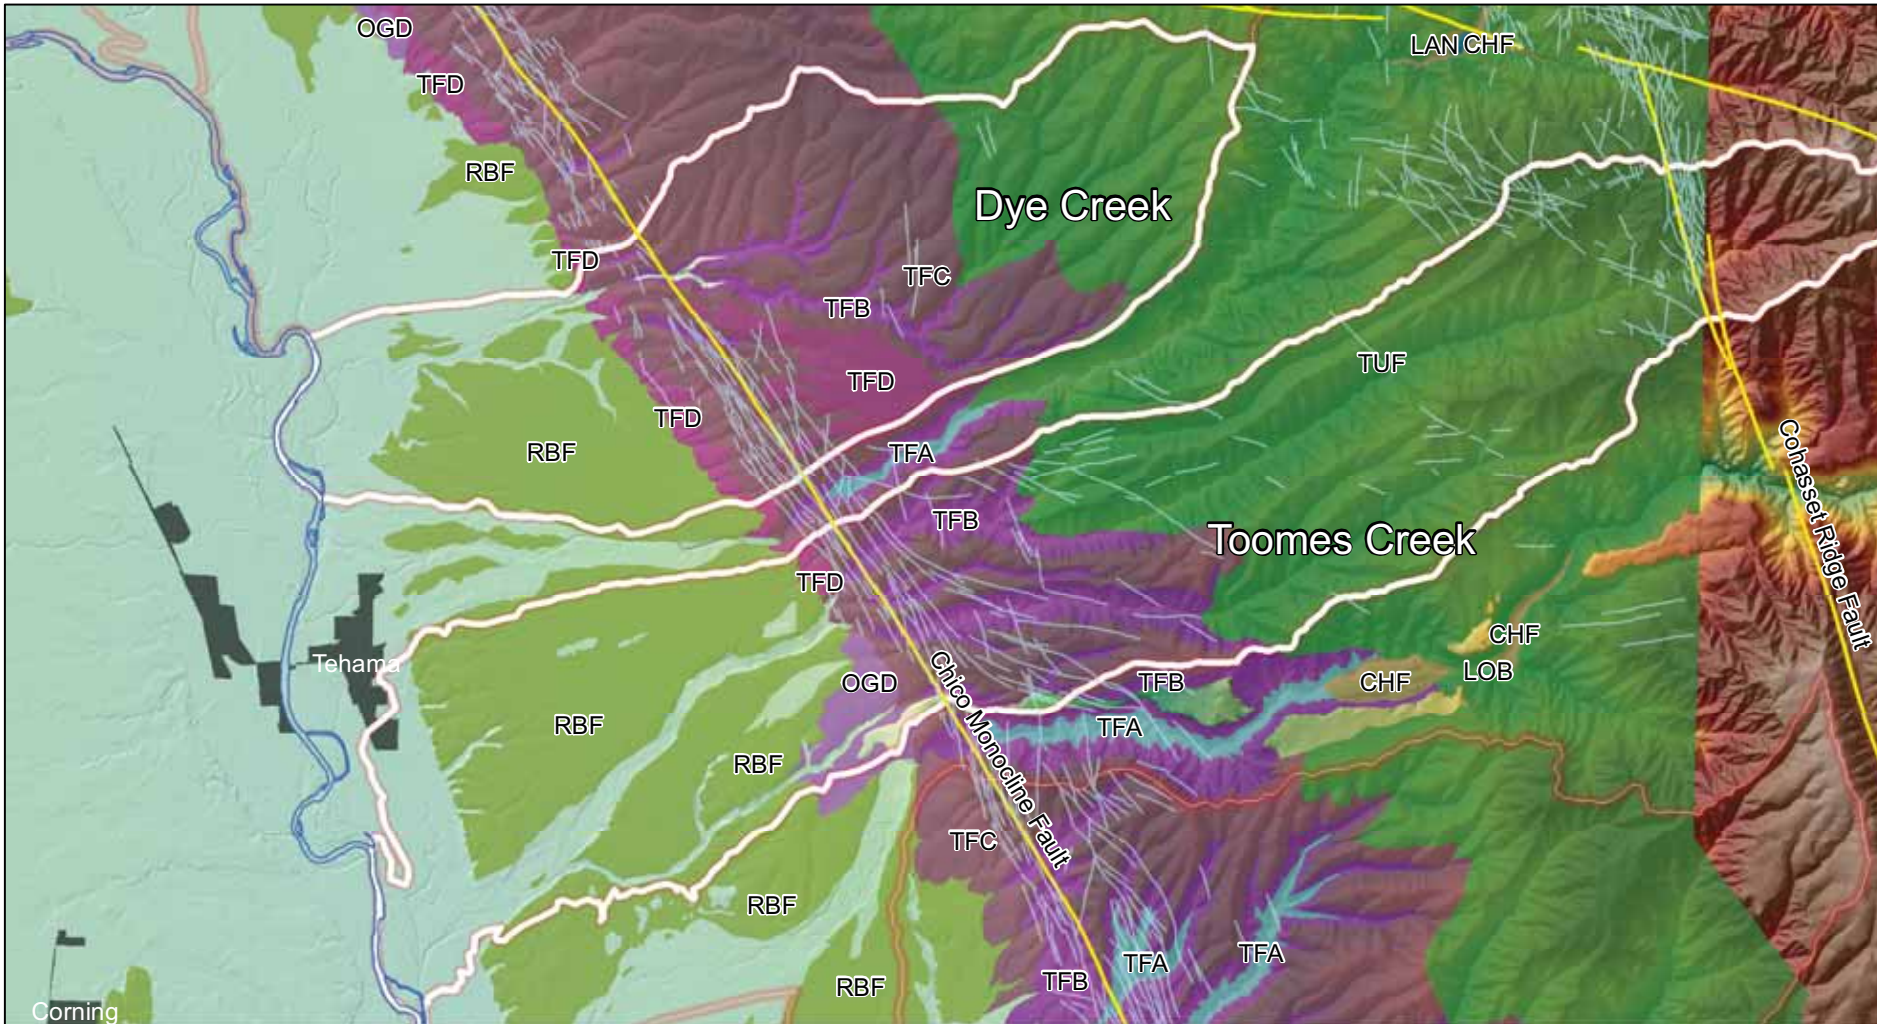 OGD
LAN CHF
TFD
RBF
Dye Creek
TFD
TFC
TFB
TUF
TFD
TFD
RBF
TFA
TFB
Toomes Creek
Cohasset Ridge Fault
TFD
CHF
Tehama
LOB
OGD
TFB
CHF
Chico Monocline Fault
RBF
TFA
RBF
TFC
RBF
TFA
TFA
TFB
RBF
Corning